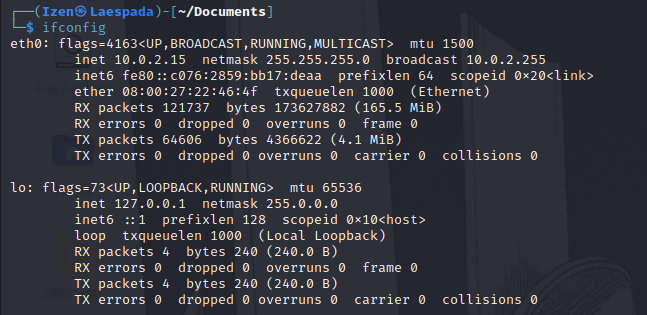 ┌──(Izen㉿Laespada)-[~/Documents]
└─$ ifconfig
eth0: flags=4163<UP,BROADCAST,RUNNING,MULTICAST>  mtu 1500
        inet 10.0.2.15  netmask 255.255.255.0  broadcast 10.0.2.255
        inet6 fe80::c076:2859:bb17:deaa  prefixlen 64  scopeid 0x20<link>
        ether 08:00:27:22:46:4f  txqueuelen 1000  (Ethernet)
        RX packets 121737  bytes 173627882 (165.5 MiB)
        RX errors 0  dropped 0  overruns 0  frame 0
        TX packets 64606  bytes 4366622 (4.1 MiB)
        TX errors 0  dropped 0 overruns 0  carrier 0  collisions 0

lo: flags=73<UP,LOOPBACK,RUNNING>  mtu 65536
        inet 127.0.0.1  netmask 255.0.0.0
        inet6 ::1  prefixlen 128  scopeid 0x10<host>
        loop  txqueuelen 1000  (Local Loopback)
        RX packets 4  bytes 240 (240.0 B)
        RX errors 0  dropped 0  overruns 0  frame 0
        TX packets 4  bytes 240 (240.0 B)
        TX errors 0  dropped 0 overruns 0  carrier 0  collisions 0